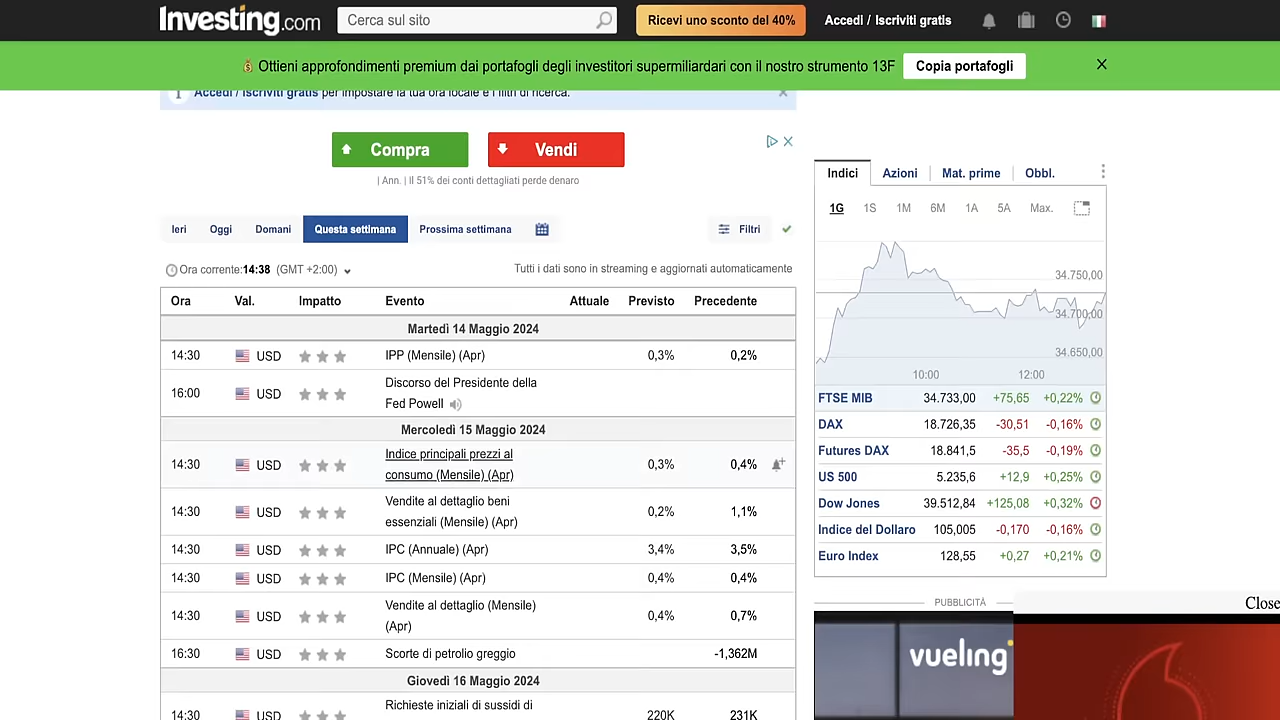 Investing.com
Cerca sul sito
Ricevi uno sconto del 40%
Accedi / Iscriviti gratis
Ottieni approfondimenti premium dai portafogli degli investitori supermiliardari con il nostro strumento 13F
Copia portafogli
Accedi / Iscriviti gratis per impostare la tua ora locale e i filtri di ricerca.
Compra
Vendi
| Ann. | Il 51% dei conti dettagliati perde denaro
Ieri Oggi Domani Questa settimana Prossima settimana Filtri
Ora corrente:14:38 (GMT +2:00) Tutti i dati sono in streaming e aggiornati automaticamente
Ora Val. Impatto Evento Attuale Previsto Precedente
Martedì 14 Maggio 2024
14:30 USD IPP (Mensile) (Apr) 0,3% 0,2%
16:00 USD Discorso del Presidente della
Fed Powell
Mercoledì 15 Maggio 2024
14:30 USD Indice principali prezzi al
consumo (Mensile) (Apr) 0,3% 0,4%
14:30 USD Vendite al dettaglio beni
essenziali (Mensile) (Apr) 0,2% 1,1%
14:30 USD IPC (Annuale) (Apr) 3,4% 3,5%
14:30 USD IPC (Mensile) (Apr) 0,4% 0,4%
14:30 USD Vendite al dettaglio (Mensile)
(Apr) 0,4% 0,7%
16:30 USD Scorte di petrolio greggio -1,362M
Giovedì 16 Maggio 2024
14:30 USD Richieste iniziali di sussidi di 220K 231K
Indici Azioni Mat. prime Obbl.
1G 1S 1M 6M 1A 5A Max.
34.750,00
34.700,00
34.650,00
10:00 12:00
FTSE MIB 34.733,00 +75,65 +0,22%
DAX 18.726,35 -30,51 -0,16%
Futures DAX 18.841,5 -35,5 -0,19%
US 500 5.235,6 +12,9 +0,25%
Dow Jones 39.512,84 +125,08 +0,32%
Indice del Dollaro 105,005 -0,170 -0,16%
Euro Index 128,55 +0,27 +0,21%
PUBBLICITÀ
Close
vueling